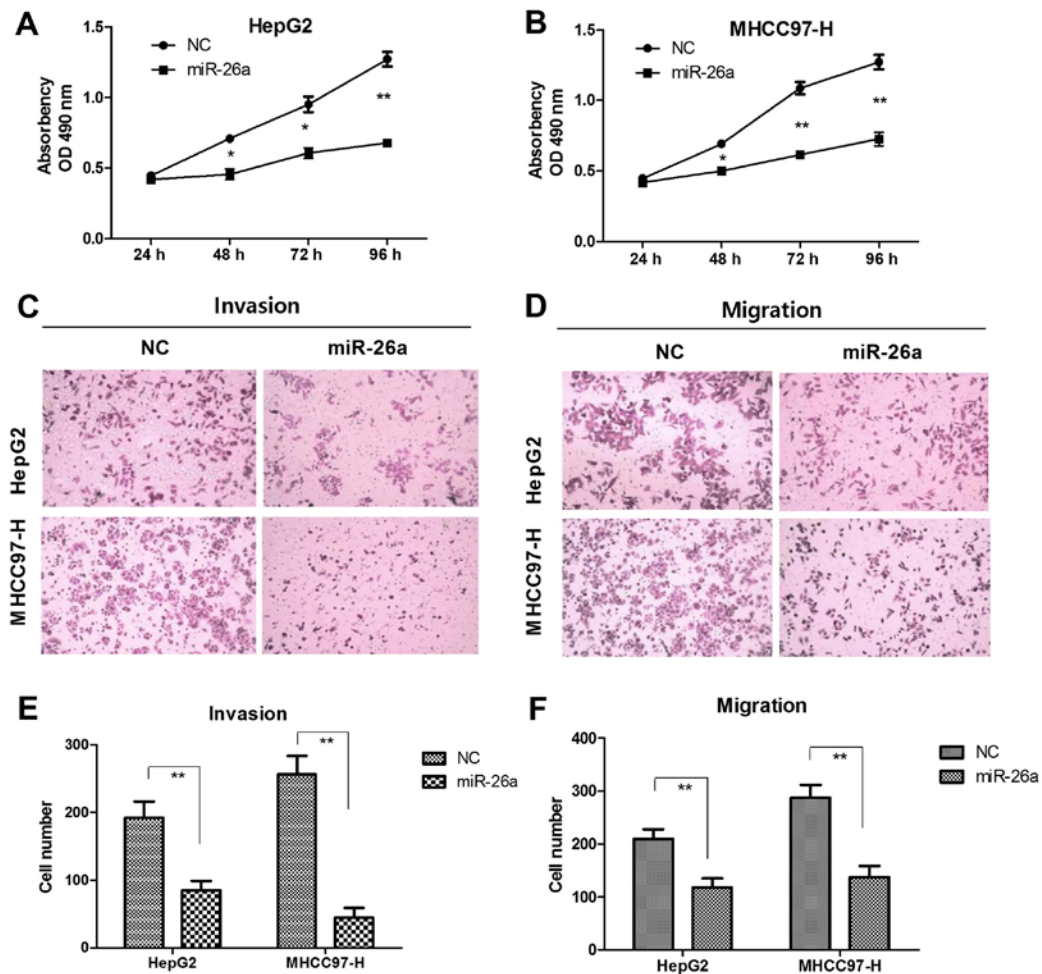 A
HepG2
NC
miR-26a
Absorbency
OD 490 nm
1.5
1.0
0.5
0.0
*
*
**
24 h 48 h 72 h 96 h
B
MHCC97-H
NC
miR-26a
Absorbency
OD 490 nm
1.5
1.0
0.5
0.0
*
**
**
24 h 48 h 72 h 96 h
C
Invasion
NC miR-26a
HepG2
MHCC97-H
D
Migration
NC miR-26a
HepG2
MHCC97-H
E
Invasion
Cell number
300
200
100
0
**
**
NC
miR-26a
HepG2 MHCC97-H
F
Migration
Cell number
400
300
200
100
0
**
**
NC
miR-26a
HepG2 MHCC97-H